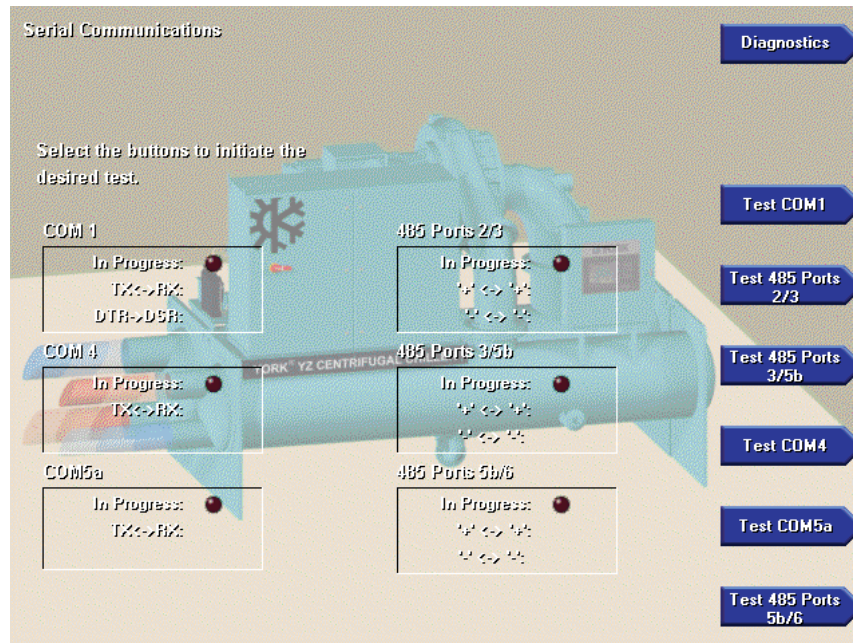 Serial Communications
Diagnostics
Select the buttons to initiate the
desired test.
Test COM1
COM 1
In Progress:
TX<->RX:
DTR->DSR:
485 Ports 2/3
In Progress:
'+' <-> '+':
'-' <-> '-':
Test 485 Ports
2/3
COM 4
In Progress:
TX<->RX:
YORK® YZ CENTRIFUGAL CHILLER
485 Ports 3/5b
In Progress:
'+' <-> '+':
'-' <-> '-':
Test 485 Ports
3/5b
Test COM4
COM5a
In Progress:
TX<->RX:
485 Ports 5b/6
In Progress:
'+' <-> '+':
'-' <-> '-':
Test COM5a
Test 485 Ports
5b/6